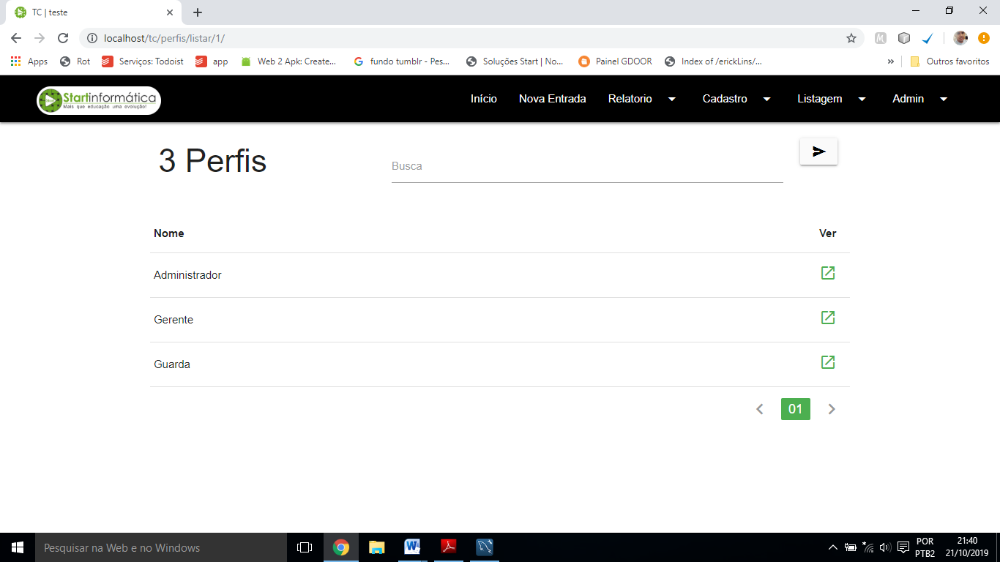 TC | teste
localhost/tc/perfis/listar/1/
Apps Rot Serviços: Todoist app Web 2 Apk: Create... fundo tumblr - Pes... Soluções Start | No... Painel GDOOR Index of /erickLins/... » Outros favoritos
Start Startinformática
Mais que educação uma evolução!
Início Nova Entrada Relatorio Cadastro Listagem Admin
3 Perfis
Busca
Nome Ver
Administrador
Gerente
Guarda
01
Pesquisar na Web e no Windows
POR 21:40
PTB2 21/10/2019